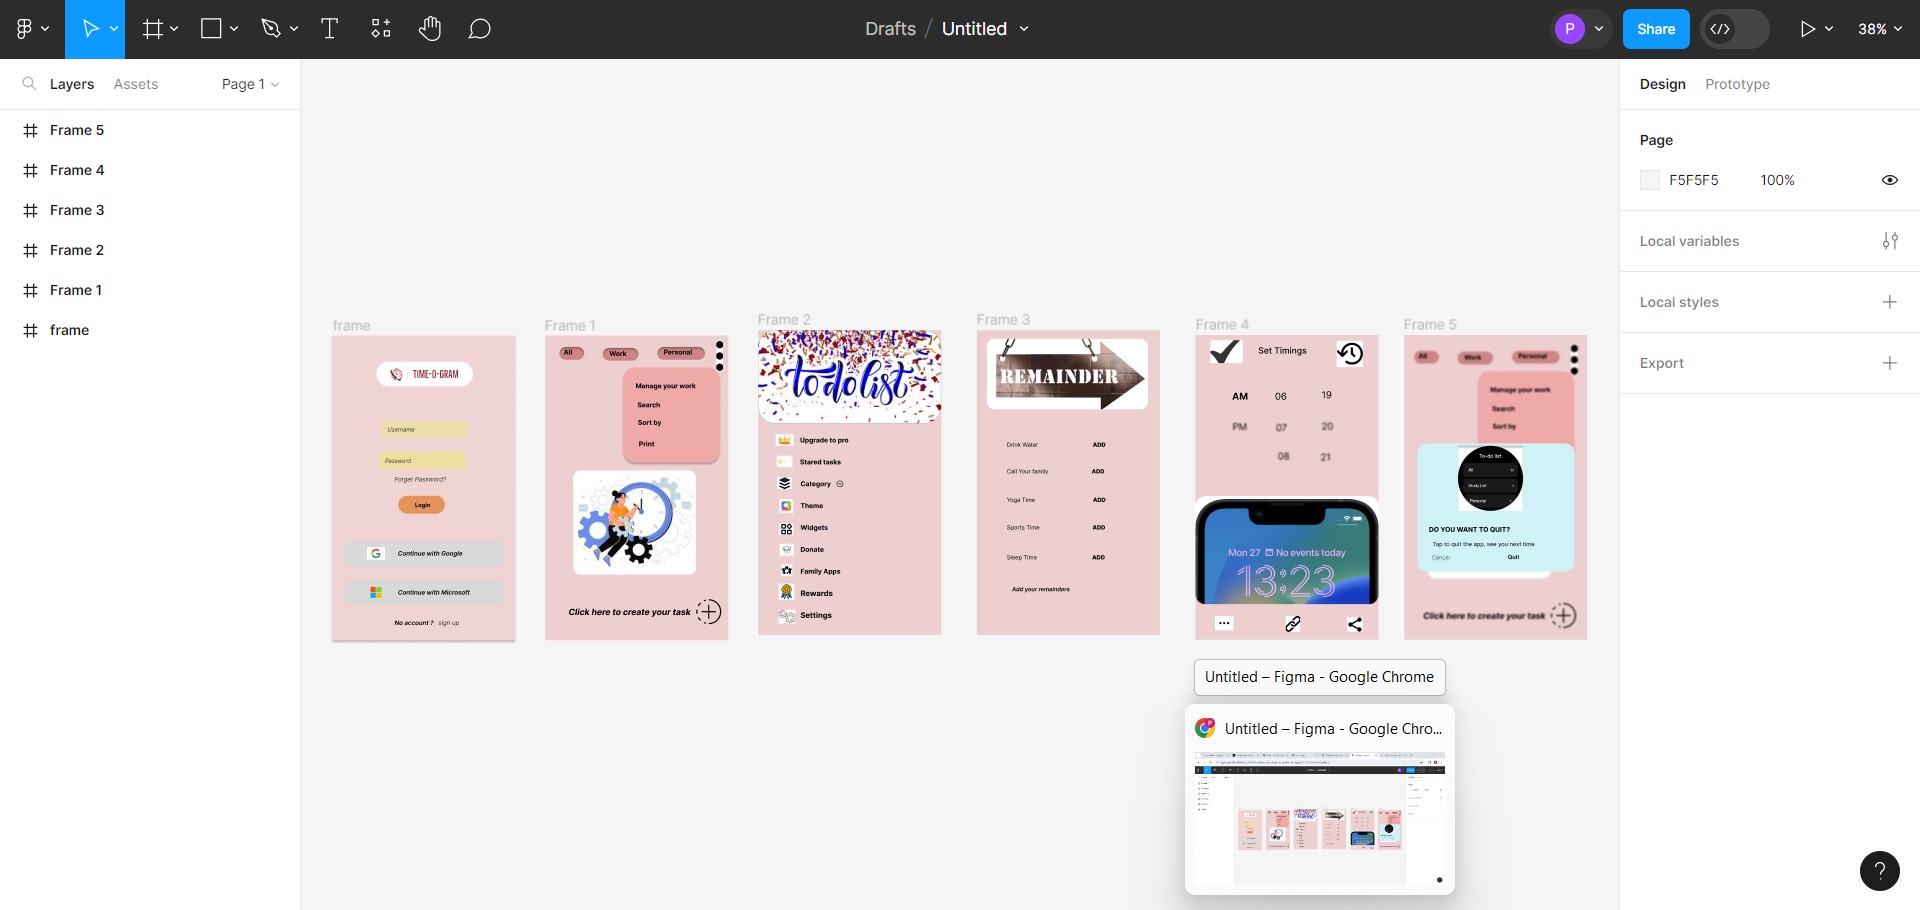 Drafts / Untitled
P
Share
38%
Layers
Assets
Page 1
Design
Prototype
Frame 5
Frame 4
Frame 3
Frame 2
Frame 1
frame
Page
F5F5F5
100%
Local variables
Local styles
Export
frame
TIME-O-GRAM
Username
Password
Forget Password?
Login
G
Continue with Google
Continue with Microsoft
No account ? sign up
Frame 1
All
Work
Personal
Manage your work
Search
Sort by
Print
Click here to create your task
Frame 2
to do list
Upgrade to pro
Stared tasks
Category
Theme
Widgets
Donate
Family Apps
Rewards
Settings
Frame 3
REMAINDER
Drink Water ADD
Call Your family ADD
Yoga Time ADD
Sports Time ADD
Sleep Time ADD
Add your remainders
Frame 4
Set Timings
AM 06 19
PM 07 20
08 21
Mon 27 No events today
13:23
Frame 5
All
Work
Personal
Manage your work
Search
Sort by
To-do list
All
Study List
Personal
DO YOU WANT TO QUIT?
Tap to quit the app, see you next time
Cancel
Quit
Click here to create your task
Untitled – Figma - Google Chrome
Untitled – Figma - Google Chro...
?